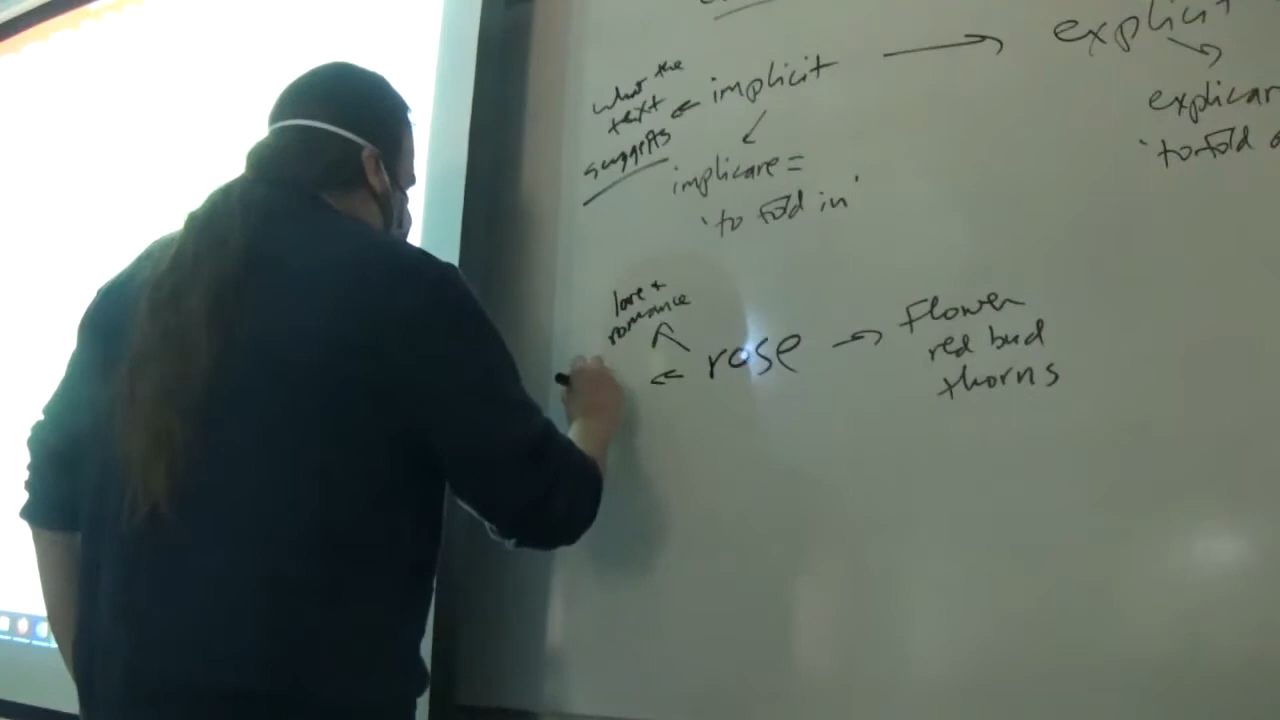 implicit → explicit
what the
text
suggests
implicare =
'to fold in'
explicar
'to fold
love +
romance
rose
Flower
red bud
thorns